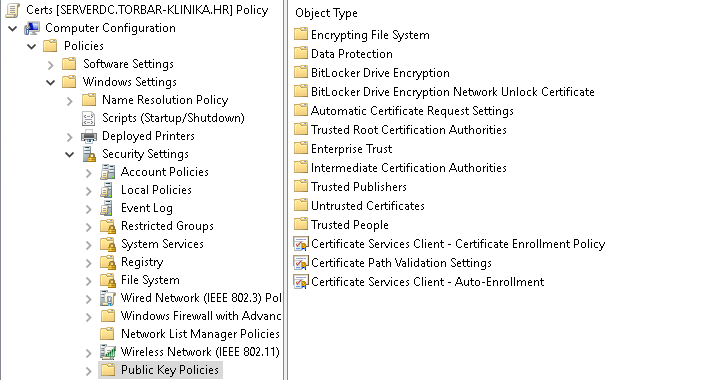 Certs [SERVERDC.TORBAR-KLINIKA.HR] Policy
Computer Configuration
Policies
Software Settings
Windows Settings
Name Resolution Policy
Scripts (Startup/Shutdown)
Deployed Printers
Security Settings
Account Policies
Local Policies
Event Log
Restricted Groups
System Services
Registry
File System
Wired Network (IEEE 802.3) Pol
Windows Firewall with Advanc
Network List Manager Policies
Wireless Network (IEEE 802.11)
Public Key Policies
Object Type
Encrypting File System
Data Protection
BitLocker Drive Encryption
BitLocker Drive Encryption Network Unlock Certificate
Automatic Certificate Request Settings
Trusted Root Certification Authorities
Enterprise Trust
Intermediate Certification Authorities
Trusted Publishers
Untrusted Certificates
Trusted People
Certificate Services Client - Certificate Enrollment Policy
Certificate Path Validation Settings
Certificate Services Client - Auto-Enrollment